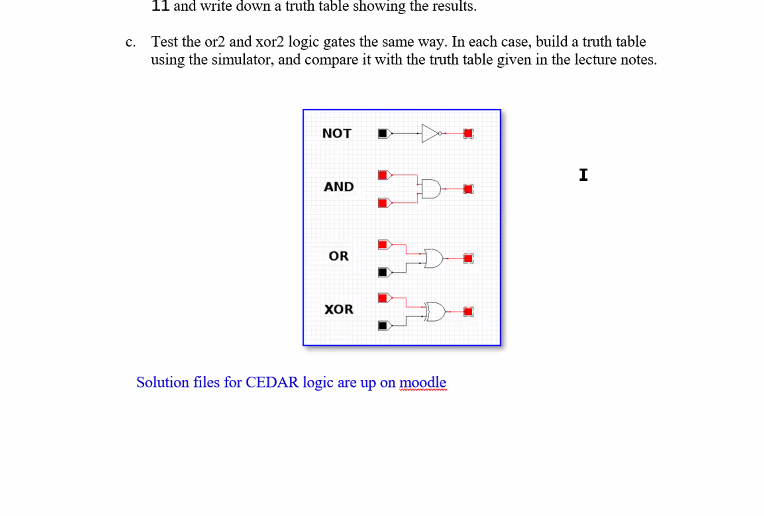 11 and write down a truth table showing the results.
c. Test the or2 and xor2 logic gates the same way. In each case, build a truth table
using the simulator, and compare it with the truth table given in the lecture notes.
NOT
AND
OR
XOR
Solution files for CEDAR logic are up on moodle